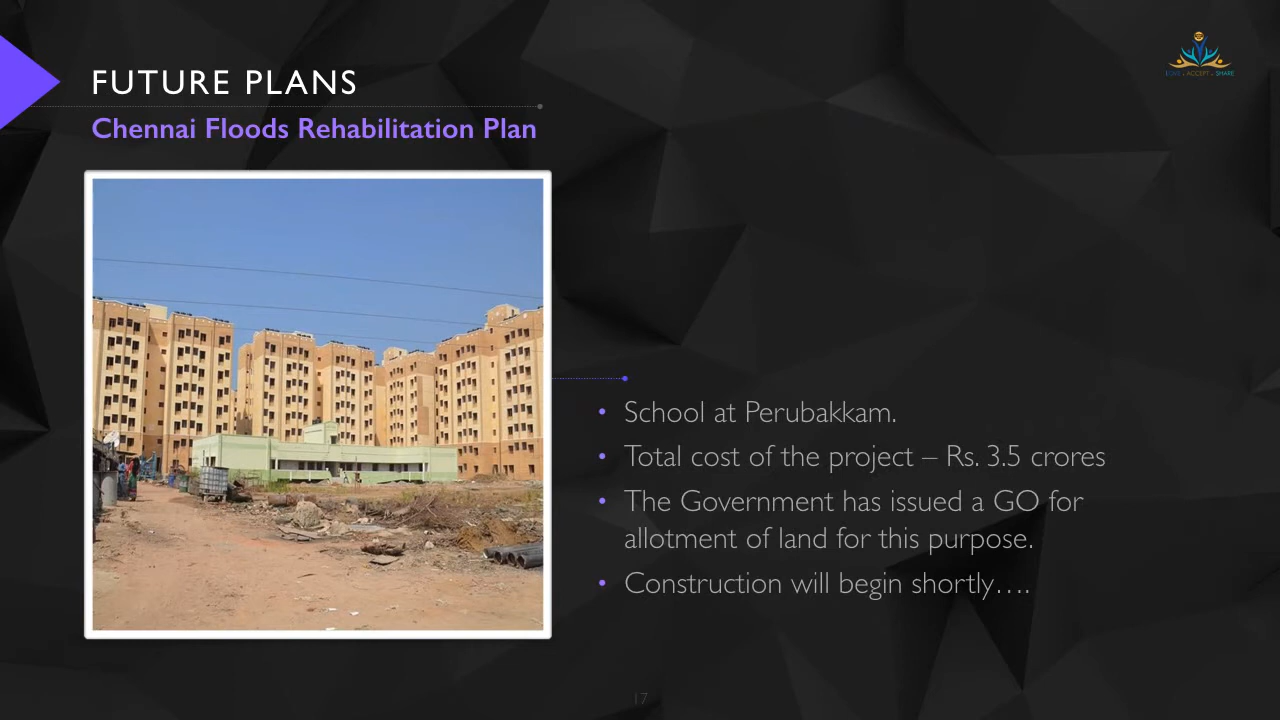 FUTURE PLANS
Chennai Floods Rehabilitation Plan
• School at Perubakkam.
• Total cost of the project – Rs. 3.5 crores
• The Government has issued a GO for
allotment of land for this purpose.
• Construction will begin shortly….
17